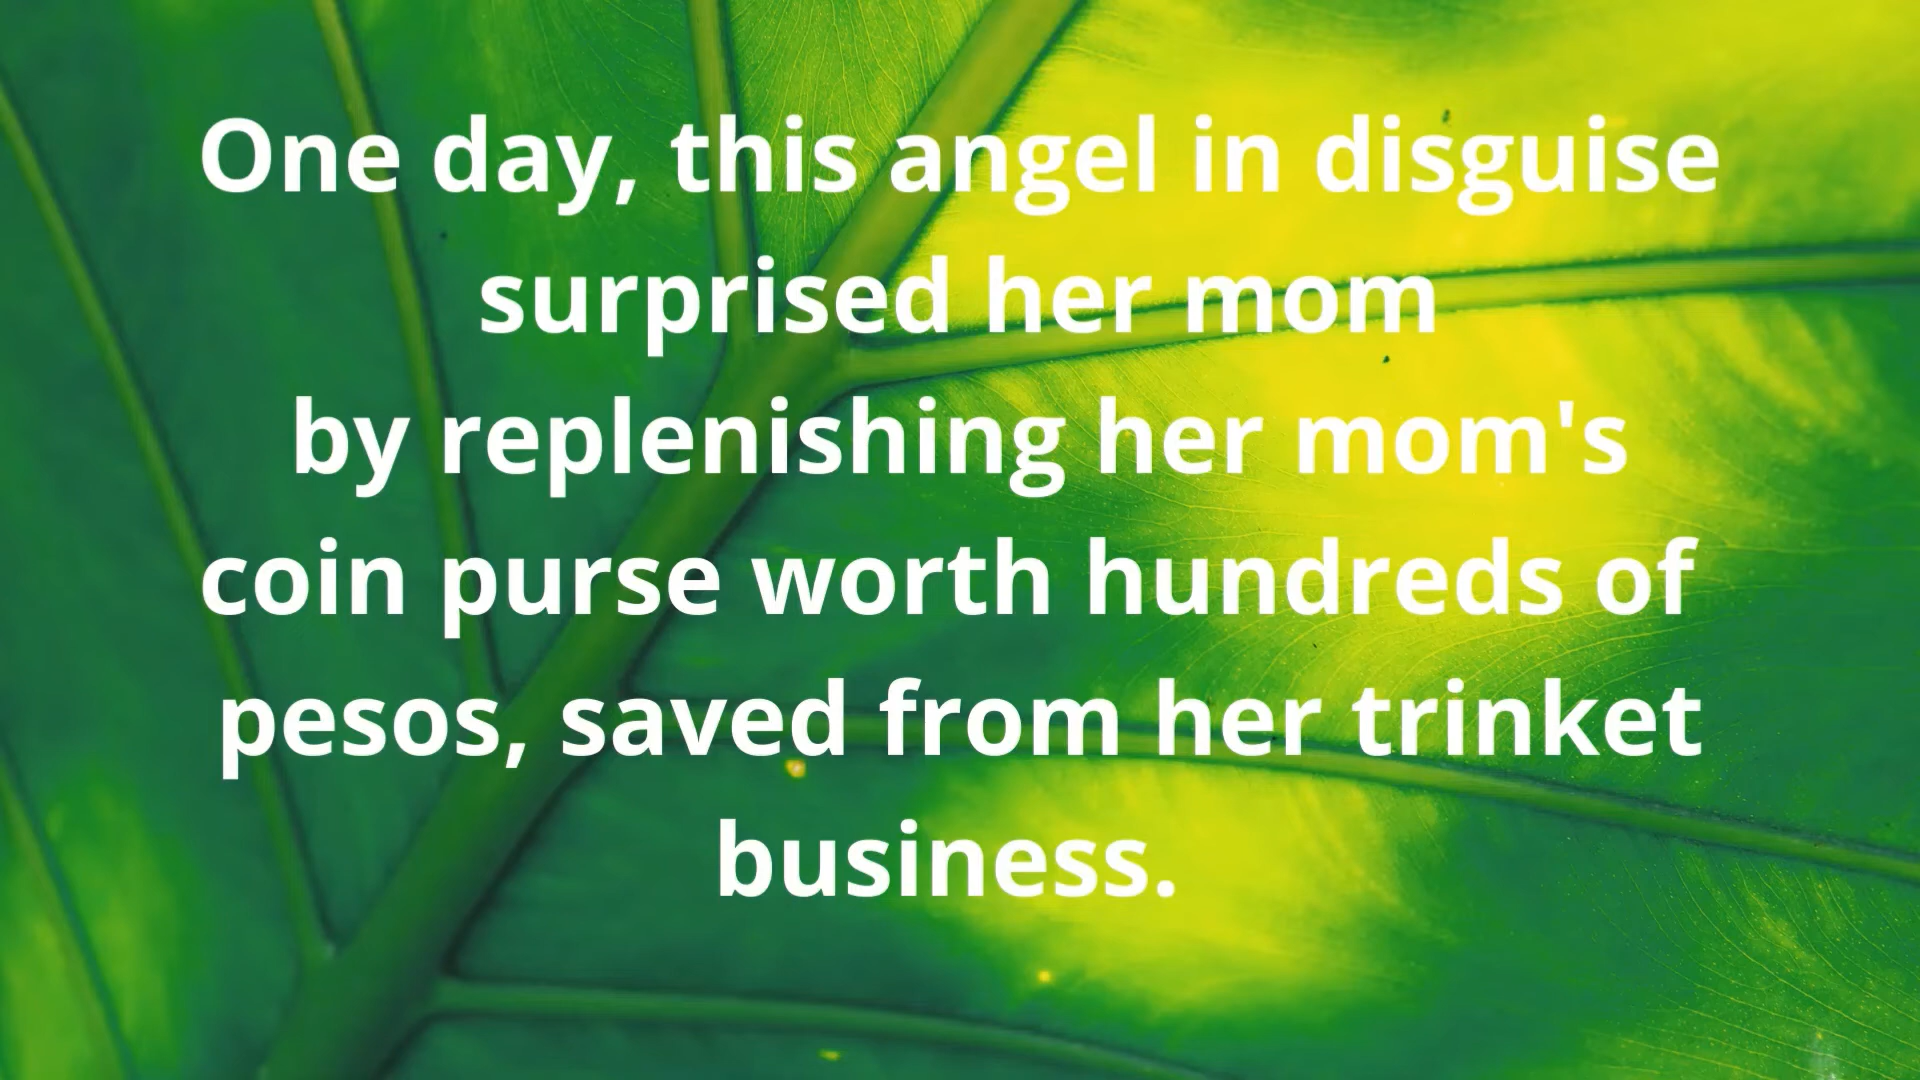 One day, this angel in disguise
surprised her mom
by replenishing her mom's
coin purse worth hundreds of
pesos, saved from her trinket
business.